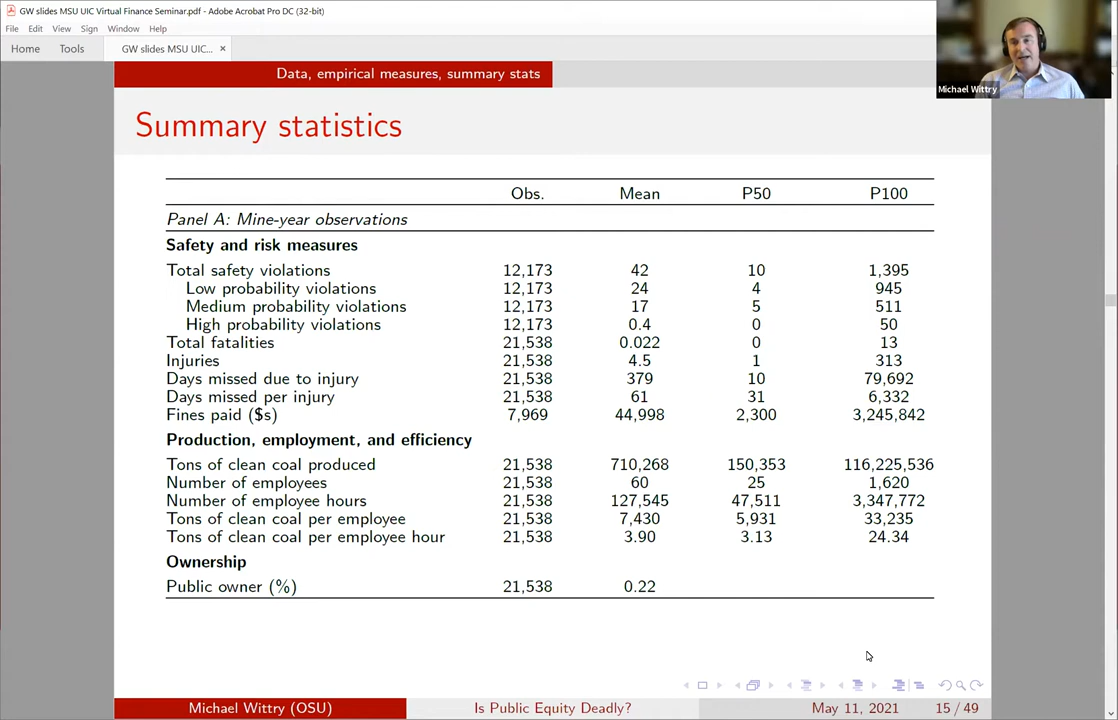 GW slides MSU UIC Virtual Finance Seminar.pdf - Adobe Acrobat Pro DC (32-bit)
File Edit View Sign Window Help
Home Tools GW slides MSU UIC... ×
Michael Wittry
Data, empirical measures, summary stats
Summary statistics
Obs. Mean P50 P100
Panel A: Mine-year observations
Safety and risk measures
Total safety violations 12,173 42 10 1,395
Low probability violations 12,173 24 4 945
Medium probability violations 12,173 17 5 511
High probability violations 12,173 0.4 0 50
Total fatalities 21,538 0.022 0 13
Injuries 21,538 4.5 1 313
Days missed due to injury 21,538 379 10 79,692
Days missed per injury 21,538 61 31 6,332
Fines paid ($s) 7,969 44,998 2,300 3,245,842
Production, employment, and efficiency
Tons of clean coal produced 21,538 710,268 150,353 116,225,536
Number of employees 21,538 60 25 1,620
Number of employee hours 21,538 127,545 47,511 3,347,772
Tons of clean coal per employee 21,538 7,430 5,931 33,235
Tons of clean coal per employee hour 21,538 3.90 3.13 24.34
Ownership
Public owner (%) 21,538 0.22
Michael Wittry (OSU) Is Public Equity Deadly? May 11, 2021 15 / 49